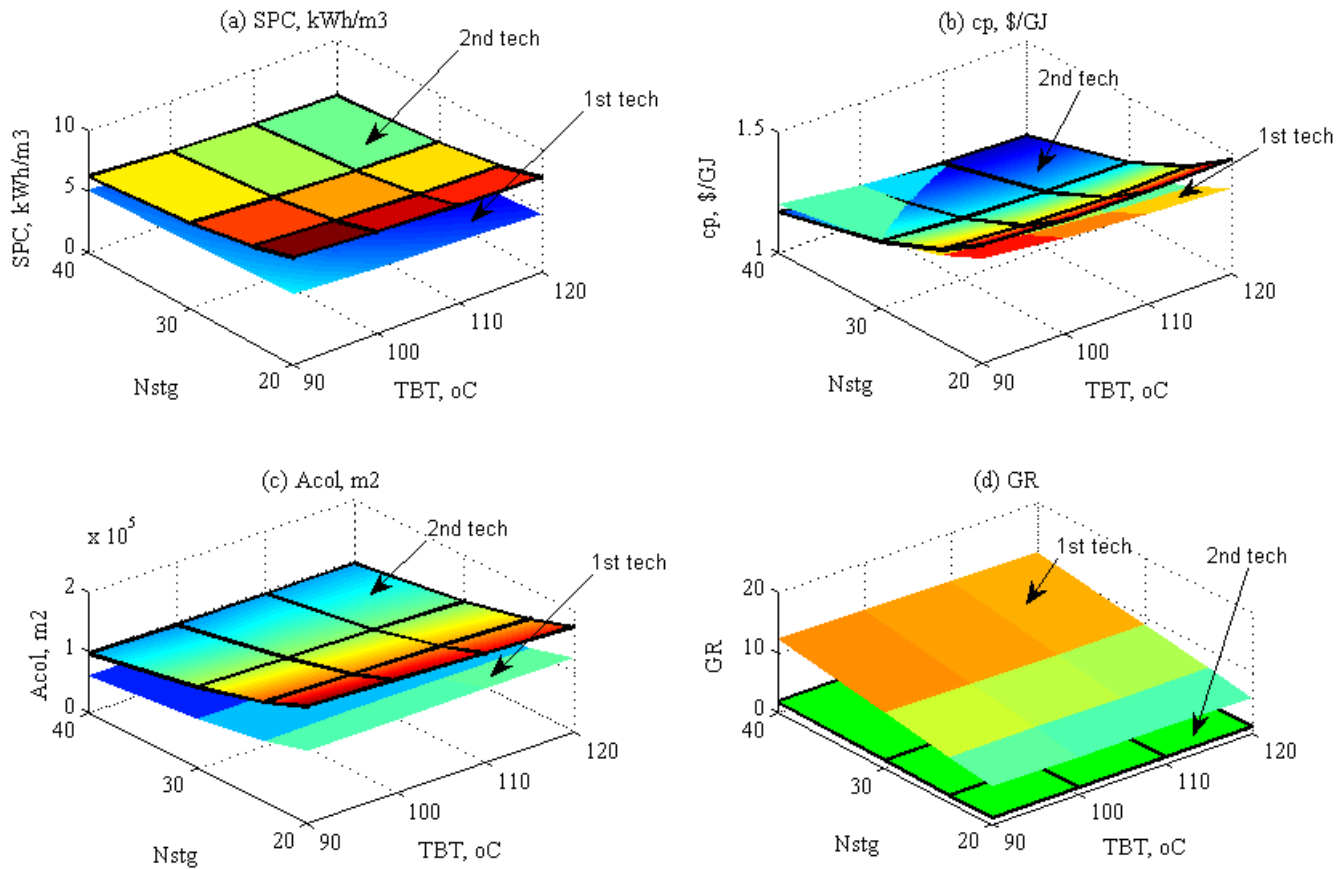 (a) SPC, kWh/m3
2nd tech
1st tech
SPC, kWh/m3
10
5
0
40
30
20
Nstg
90
100
110
120
TBT, oC
(b) cp, $/GJ
2nd tech
1st tech
cp, $/GJ
1.5
1
40
30
20
Nstg
90
100
110
120
TBT, oC
(c) Acol, m2
x 10^5
2nd tech
1st tech
Acol, m2
2
1
0
40
30
20
Nstg
90
100
110
120
TBT, oC
(d) GR
1st tech
2nd tech
GR
20
10
0
40
30
20
Nstg
90
100
110
120
TBT, oC